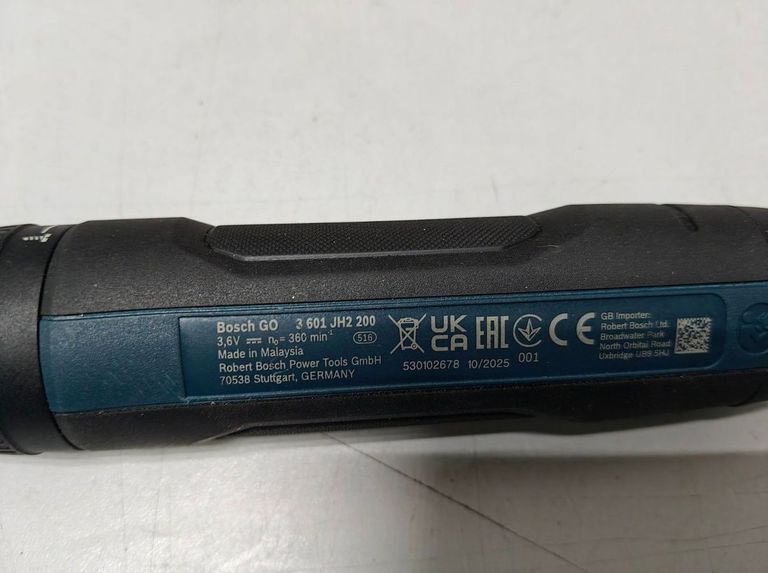 Bosch GO 3 601 JH2 200
3,6V ⎓ n₀= 360 min⁻¹ 516
Made in Malaysia
Robert Bosch Power Tools GmbH
70538 Stuttgart, GERMANY
UK
CA
EAC
CE
530102678 10/2025 001
GB Importer:
Robert Bosch Ltd.
Broadwater Park
North Orbital Road
Uxbridge UB9 5HJ